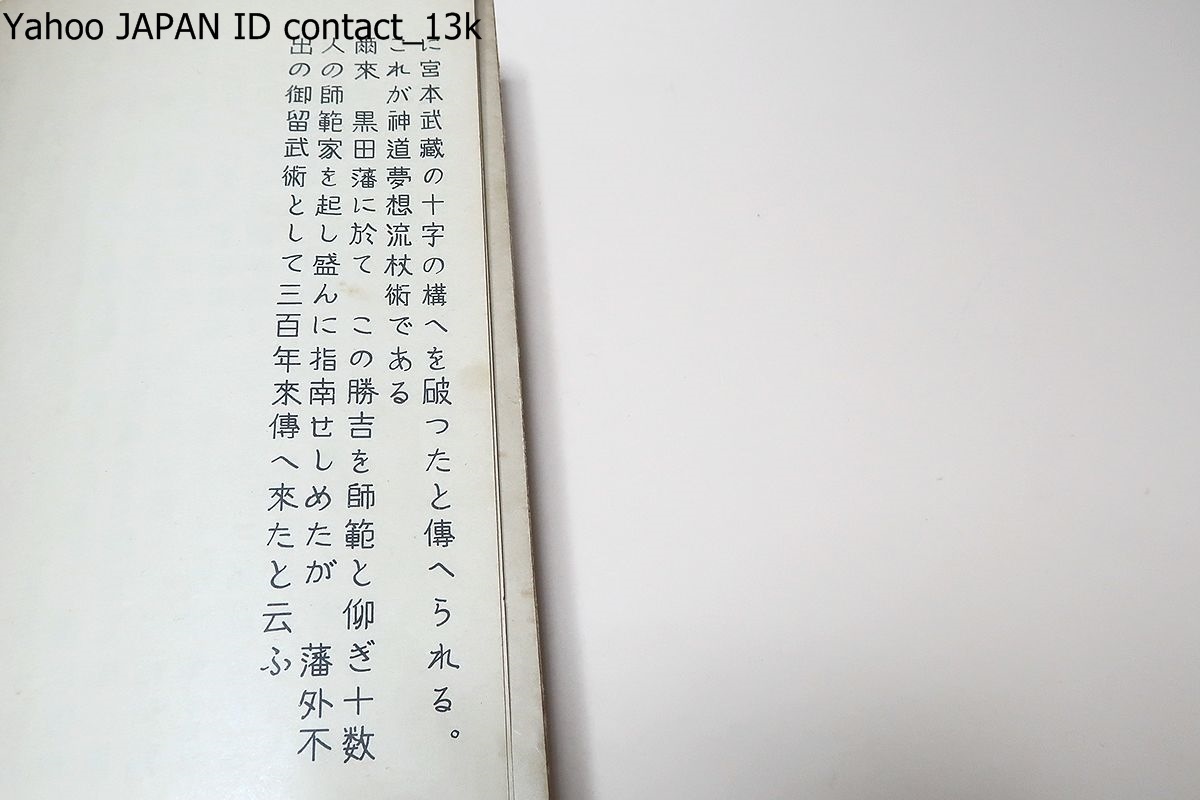 Yahoo JAPAN ID contact_13k
に宮本武藏の十字の構へを破つたと傳へられる。
これが神道夢想流杖術である
爾來 黒田藩に於て この勝吉を師範と仰ぎ十数
人の師範家を起し盛んに指南せしめたが 藩外不
出の御留武術として三百年來傳へ來たと云ふ